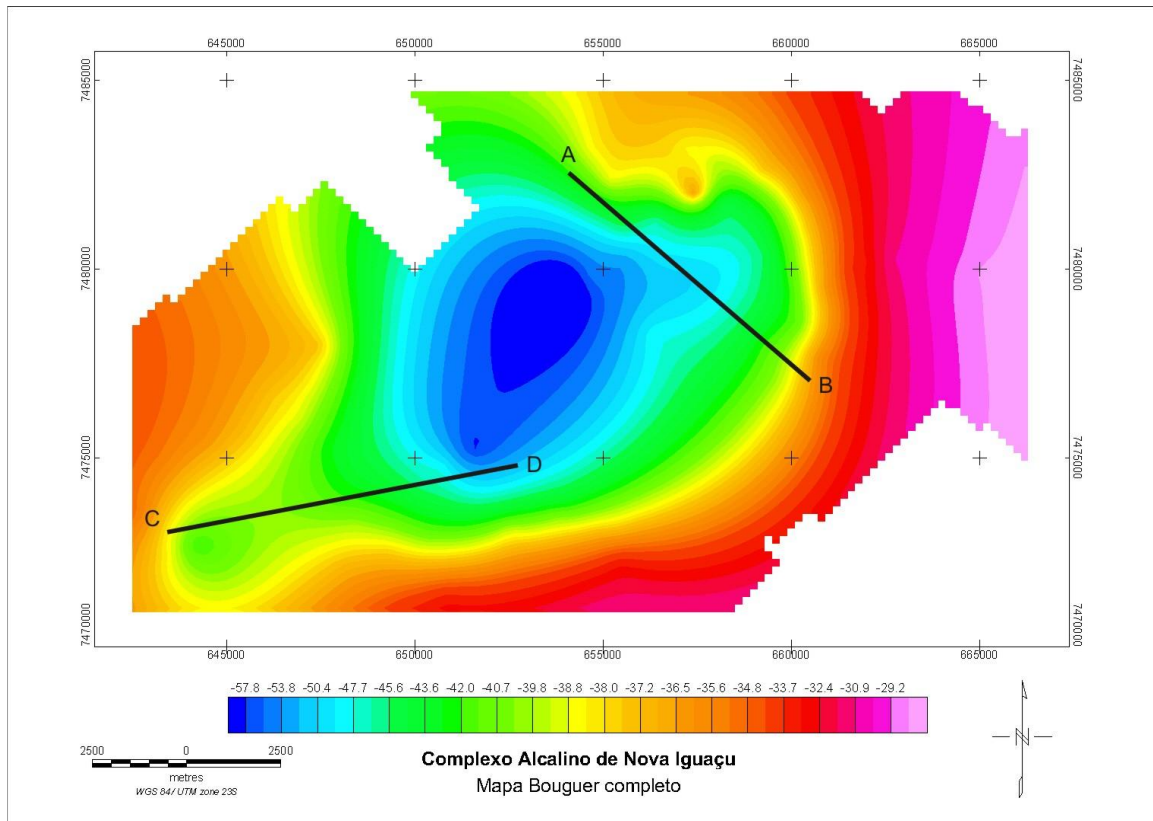 645000 650000 655000 660000 665000
7485000 7485000
A
7480000 7480000
B
7475000 7475000
D
C
7470000 7470000
645000 650000 655000 660000 665000
-57.8 -53.8 -50.4 -47.7 -45.6 -43.6 -42.0 -40.7 -39.8 -38.8 -38.0 -37.2 -36.5 -35.6 -34.8 -33.7 -32.4 -30.9 -29.2
2500 0 2500
metres
WGS 84/ UTM zone 23S
Complexo Alcalino de Nova Iguaçu
Mapa Bouguer completo
N